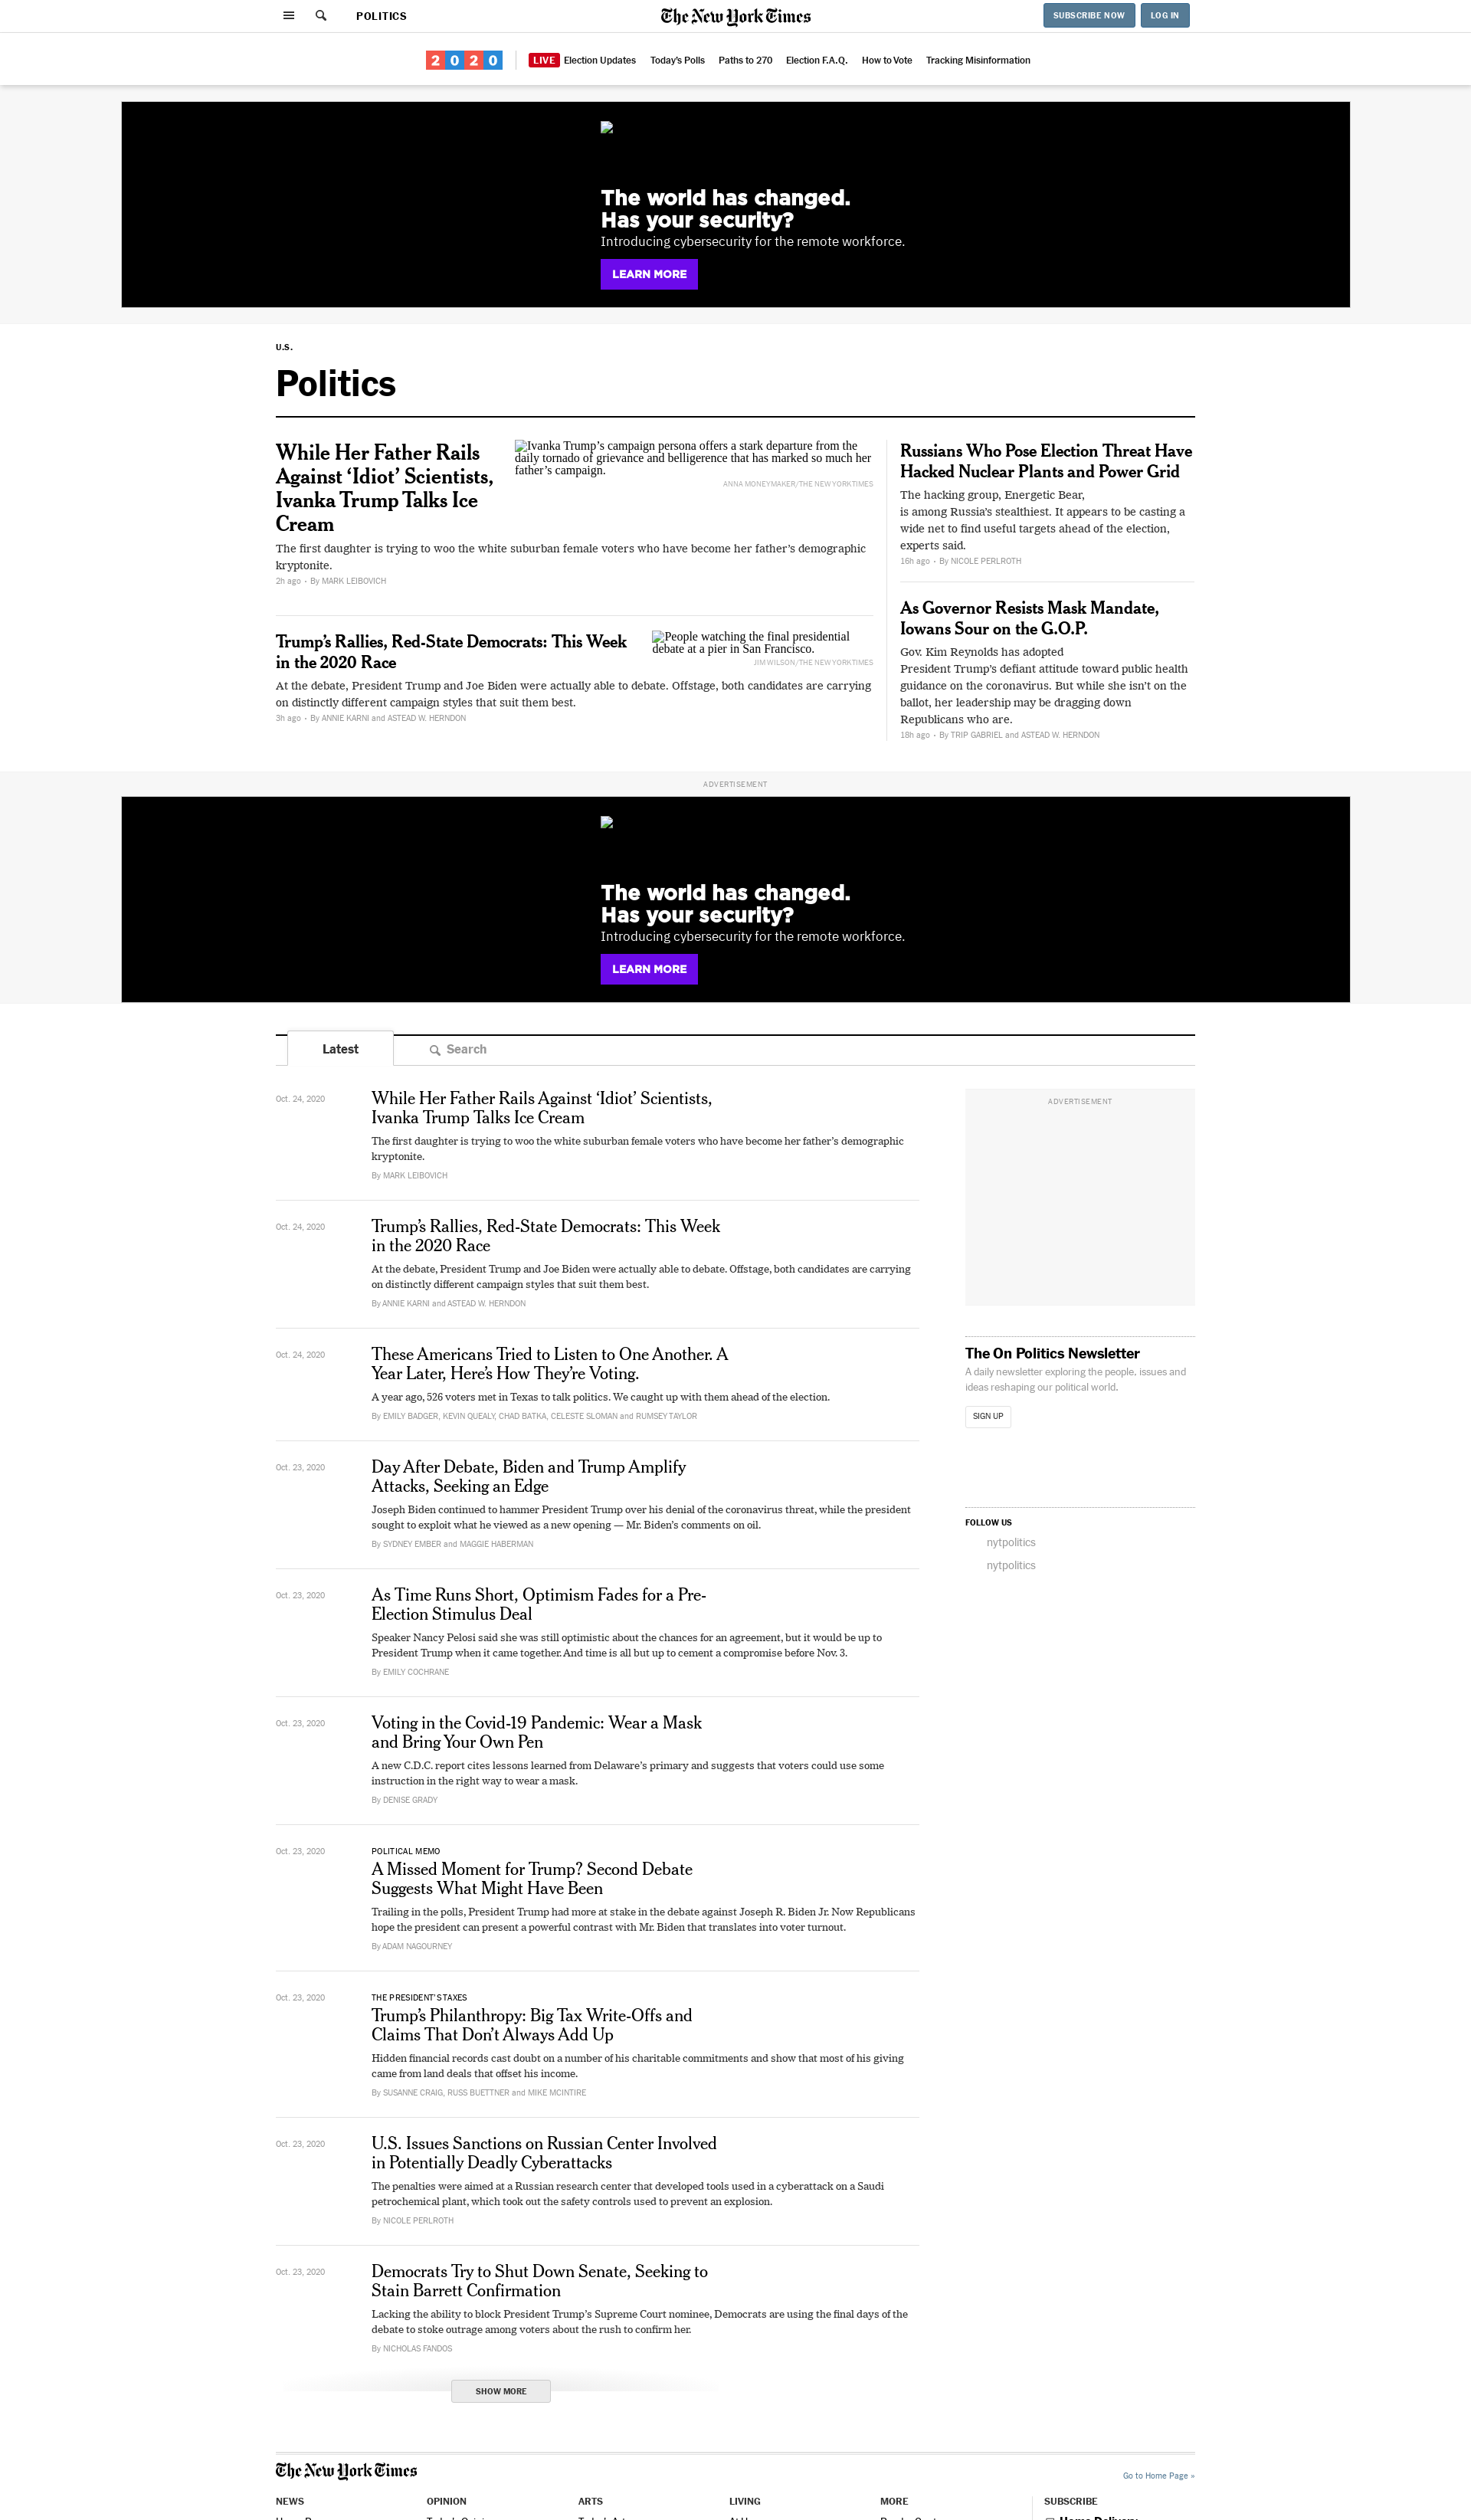 POLITICS
The New York Times
SUBSCRIBE NOW
LOG IN
2020
LIVE Election Updates
Today's Polls
Paths to 270
Election F.A.Q.
How to Vote
Tracking Misinformation
The world has changed.
Has your security?
Introducing cybersecurity for the remote workforce.
LEARN MORE
U.S.
Politics
While Her Father Rails
Against ‘Idiot’ Scientists,
Ivanka Trump Talks Ice
Cream
Ivanka Trump’s campaign persona offers a stark departure from the
daily tornado of grievance and belligerence that has marked so much her
father’s campaign.
ANNA MONEYMAKER/THE NEW YORK TIMES
The first daughter is trying to woo the white suburban female voters who have become her father’s demographic
kryptonite.
2h ago • By MARK LEIBOVICH
Trump’s Rallies, Red-State Democrats: This Week
in the 2020 Race
People watching the final presidential
debate at a pier in San Francisco.
JIM WILSON/THE NEW YORK TIMES
At the debate, President Trump and Joe Biden were actually able to debate. Offstage, both candidates are carrying
on distinctly different campaign styles that suit them best.
3h ago • By ANNIE KARNI and ASTEAD W. HERNDON
Russians Who Pose Election Threat Have
Hacked Nuclear Plants and Power Grid
The hacking group, Energetic Bear,
is among Russia’s stealthiest. It appears to be casting a
wide net to find useful targets ahead of the election,
experts said.
16h ago • By NICOLE PERLROTH
As Governor Resists Mask Mandate,
Iowans Sour on the G.O.P.
Gov. Kim Reynolds has adopted
President Trump’s defiant attitude toward public health
guidance on the coronavirus. But while she isn’t on the
ballot, her leadership may be dragging down
Republicans who are.
18h ago • By TRIP GABRIEL and ASTEAD W. HERNDON
ADVERTISEMENT
The world has changed.
Has your security?
Introducing cybersecurity for the remote workforce.
LEARN MORE
Latest
Search
Oct. 24, 2020
While Her Father Rails Against ‘Idiot’ Scientists,
Ivanka Trump Talks Ice Cream
The first daughter is trying to woo the white suburban female voters who have become her father’s demographic
kryptonite.
By MARK LEIBOVICH
Oct. 24, 2020
Trump’s Rallies, Red-State Democrats: This Week
in the 2020 Race
At the debate, President Trump and Joe Biden were actually able to debate. Offstage, both candidates are carrying
on distinctly different campaign styles that suit them best.
By ANNIE KARNI and ASTEAD W. HERNDON
Oct. 24, 2020
These Americans Tried to Listen to One Another. A
Year Later, Here’s How They’re Voting.
A year ago, 526 voters met in Texas to talk politics. We caught up with them ahead of the election.
By EMILY BADGER, KEVIN QUEALY, CHAD BATKA, CELESTE SLOMAN and RUMSEY TAYLOR
Oct. 23, 2020
Day After Debate, Biden and Trump Amplify
Attacks, Seeking an Edge
Joseph Biden continued to hammer President Trump over his denial of the coronavirus threat, while the president
sought to exploit what he viewed as a new opening — Mr. Biden’s comments on oil.
By SYDNEY EMBER and MAGGIE HABERMAN
Oct. 23, 2020
As Time Runs Short, Optimism Fades for a Pre-
Election Stimulus Deal
Speaker Nancy Pelosi said she was still optimistic about the chances for an agreement, but it would be up to
President Trump when it came together. And time is all but up to cement a compromise before Nov. 3.
By EMILY COCHRANE
Oct. 23, 2020
Voting in the Covid-19 Pandemic: Wear a Mask
and Bring Your Own Pen
A new C.D.C. report cites lessons learned from Delaware’s primary and suggests that voters could use some
instruction in the right way to wear a mask.
By DENISE GRADY
Oct. 23, 2020
POLITICAL MEMO
A Missed Moment for Trump? Second Debate
Suggests What Might Have Been
Trailing in the polls, President Trump had more at stake in the debate against Joseph R. Biden Jr. Now Republicans
hope the president can present a powerful contrast with Mr. Biden that translates into voter turnout.
By ADAM NAGOURNEY
Oct. 23, 2020
THE PRESIDENT’S TAXES
Trump’s Philanthropy: Big Tax Write-Offs and
Claims That Don’t Always Add Up
Hidden financial records cast doubt on a number of his charitable commitments and show that most of his giving
came from land deals that offset his income.
By SUSANNE CRAIG, RUSS BUETTNER and MIKE MCINTIRE
Oct. 23, 2020
U.S. Issues Sanctions on Russian Center Involved
in Potentially Deadly Cyberattacks
The penalties were aimed at a Russian research center that developed tools used in a cyberattack on a Saudi
petrochemical plant, which took out the safety controls used to prevent an explosion.
By NICOLE PERLROTH
Oct. 23, 2020
Democrats Try to Shut Down Senate, Seeking to
Stain Barrett Confirmation
Lacking the ability to block President Trump’s Supreme Court nominee, Democrats are using the final days of the
debate to stoke outrage among voters about the rush to confirm her.
By NICHOLAS FANDOS
SHOW MORE
ADVERTISEMENT
The On Politics Newsletter
A daily newsletter exploring the people, issues and
ideas reshaping our political world.
SIGN UP
FOLLOW US
nytpolitics
nytpolitics
The New York Times
Go to Home Page »
NEWS
OPINION
ARTS
LIVING
MORE
SUBSCRIBE